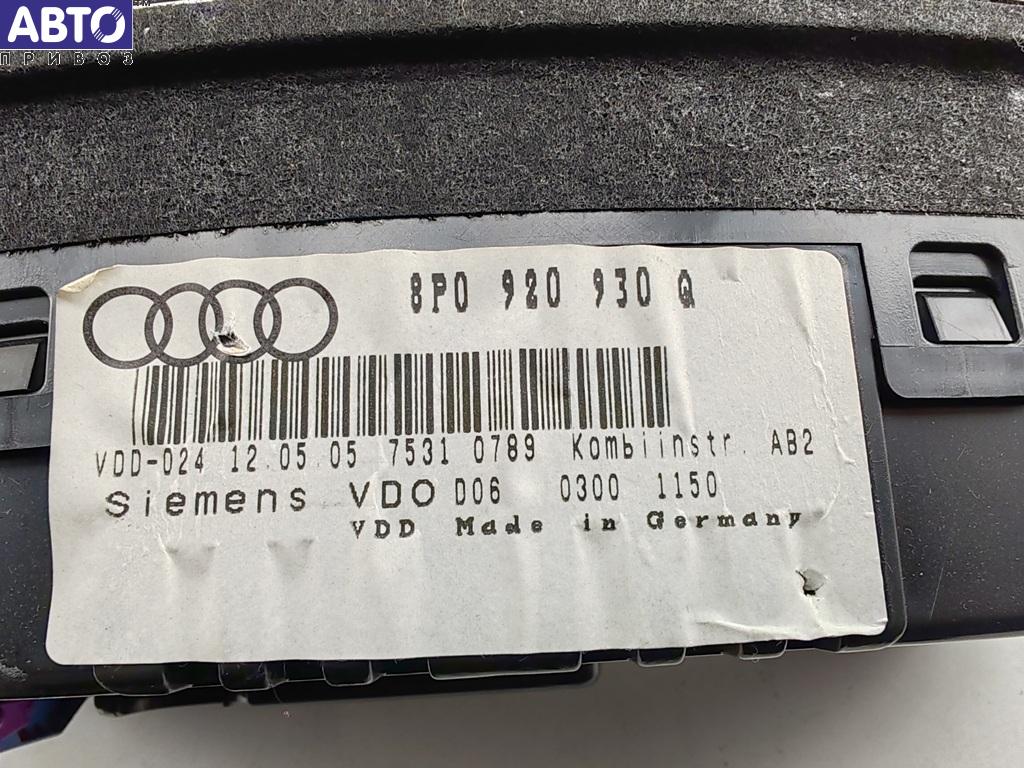 АВТО
ПРИВОЗ
8P0 920 930 Q
VDD-024 12.05.05 7531 0789 Kombiinstr. AB2
Siemens VDO D06 0300 1150
VDD Made in Germany